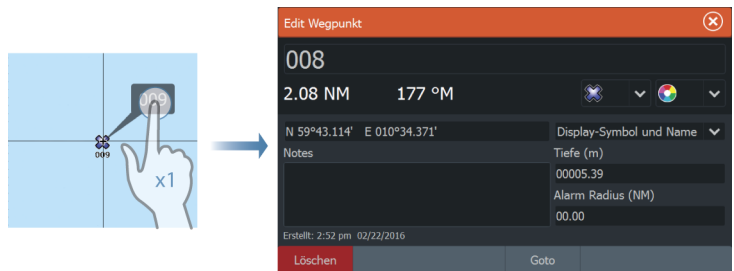 009
009
x1
Edit Wegpunkt
008
2.08 NM 177 °M
N 59°43.114' E 010°34.371' Display-Symbol und Name
Notes Tiefe (m)
00005.39
Alarm Radius (NM)
00.00
Erstellt: 2:52 pm 02/22/2016
Löschen Goto